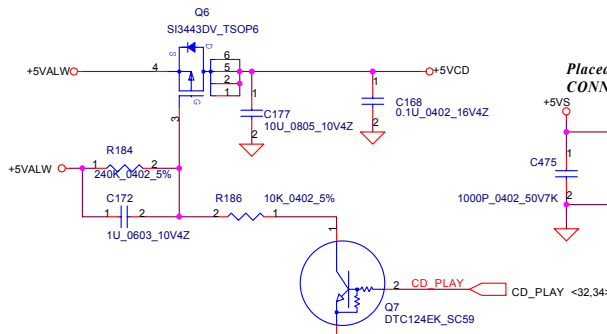 Q6
SI3443DV_TSOP6
+5VALW
4
S
D
6
5
2
1
G
3
+5VCD
1
C177
10U_0805_10V4Z
2
1
C168
0.1U_0402_16V4Z
2
Placed
CONN
+5VS
1
C475
1000P_0402_50V7K
2
+5VALW
R184
1
2
240K_0402_5%
C172
1
2
1U_0603_10V4Z
R186
10K_0402_5%
2
1
1
2
CD_PLAY
CD_PLAY <32,34>
Q7
DTC124EK_SC59